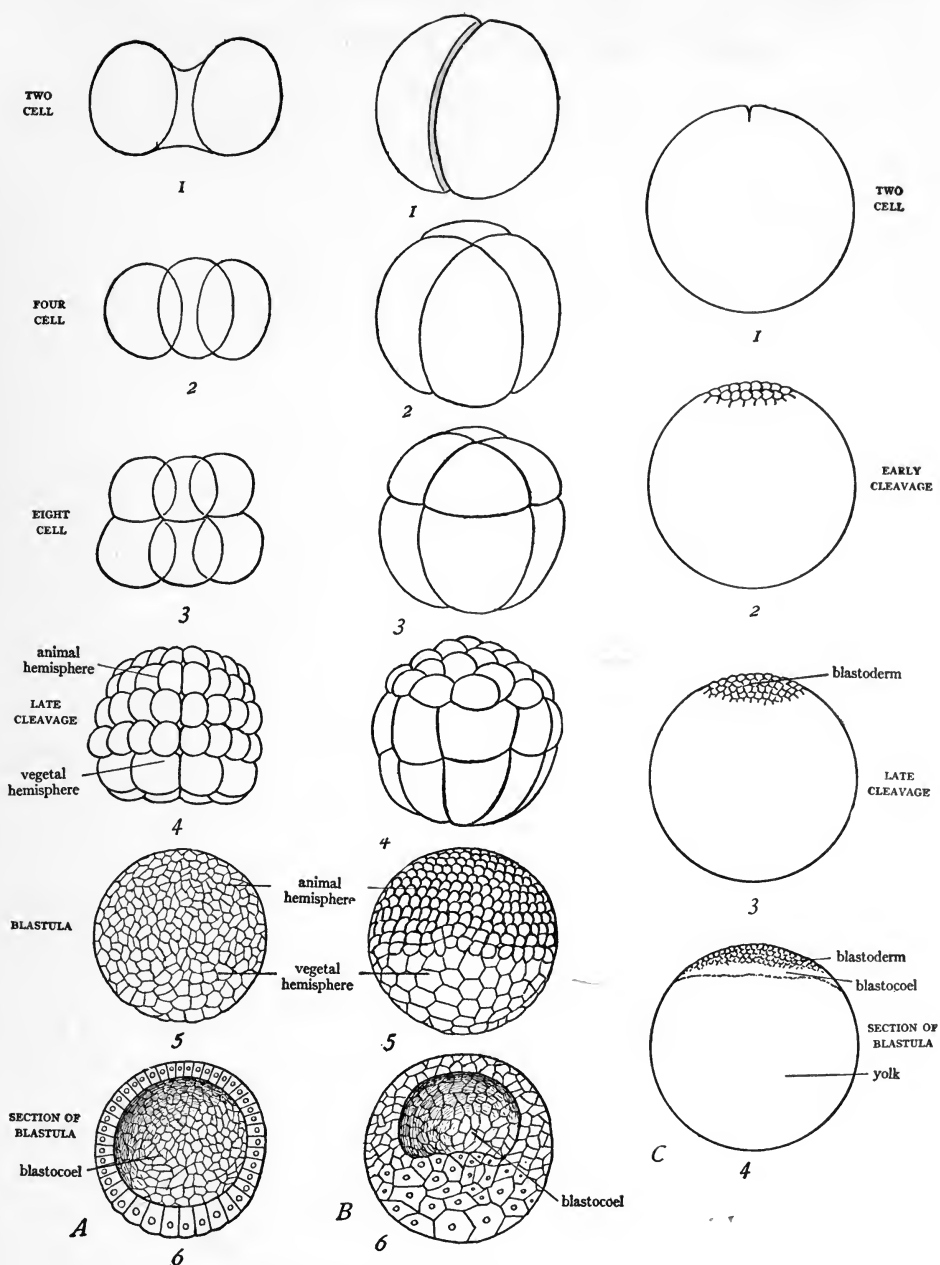 TWO
CELL
1
1
TWO
CELL
1
FOUR
CELL
2
2
EARLY
CLEAVAGE
2
EIGHT
CELL
3
3
animal
hemisphere
LATE
CLEAVAGE
vegetal
hemisphere
4
4
blastoderm
LATE
CLEAVAGE
3
BLASTULA
animal
hemisphere
vegetal
hemisphere
5
5
blastoderm
blastocoel
SECTION OF
BLASTULA
yolk
C
4
SECTION OF
BLASTULA
blastocoel
A
6
B
blastocoel
6